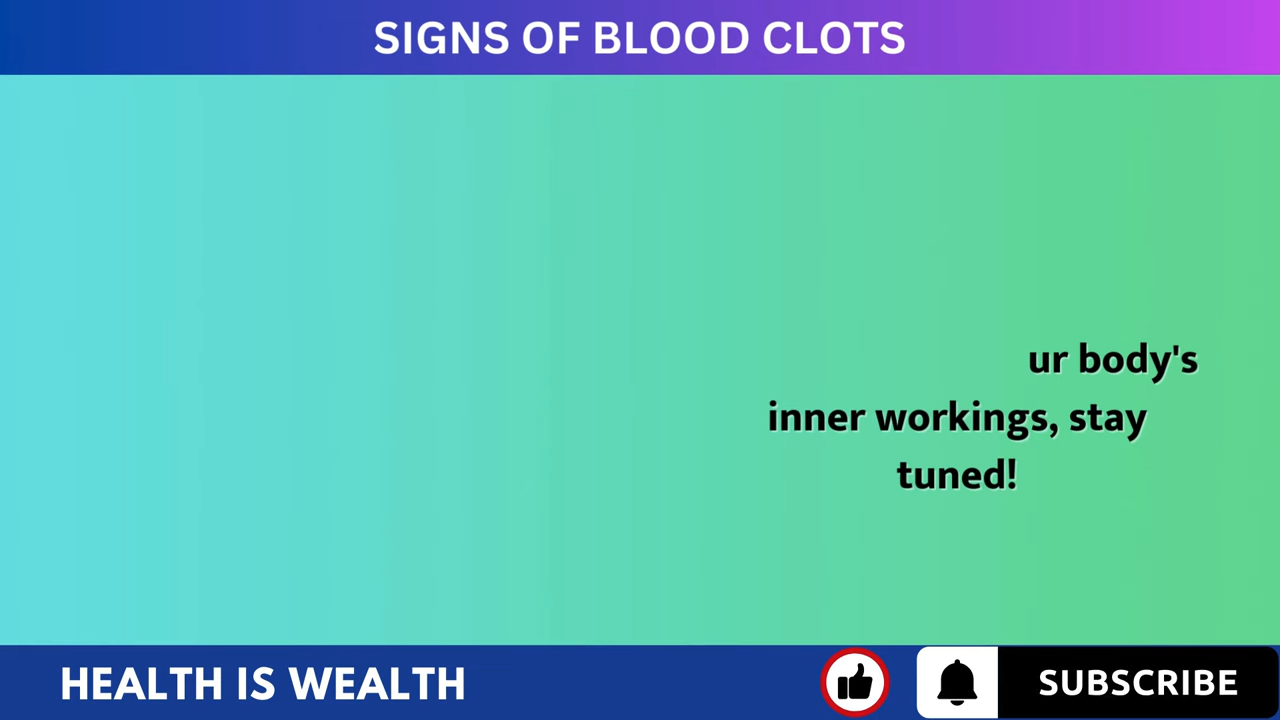 SIGNS OF BLOOD CLOTS
ur body's
inner workings, stay
tuned!
HEALTH IS WEALTH
SUBSCRIBE